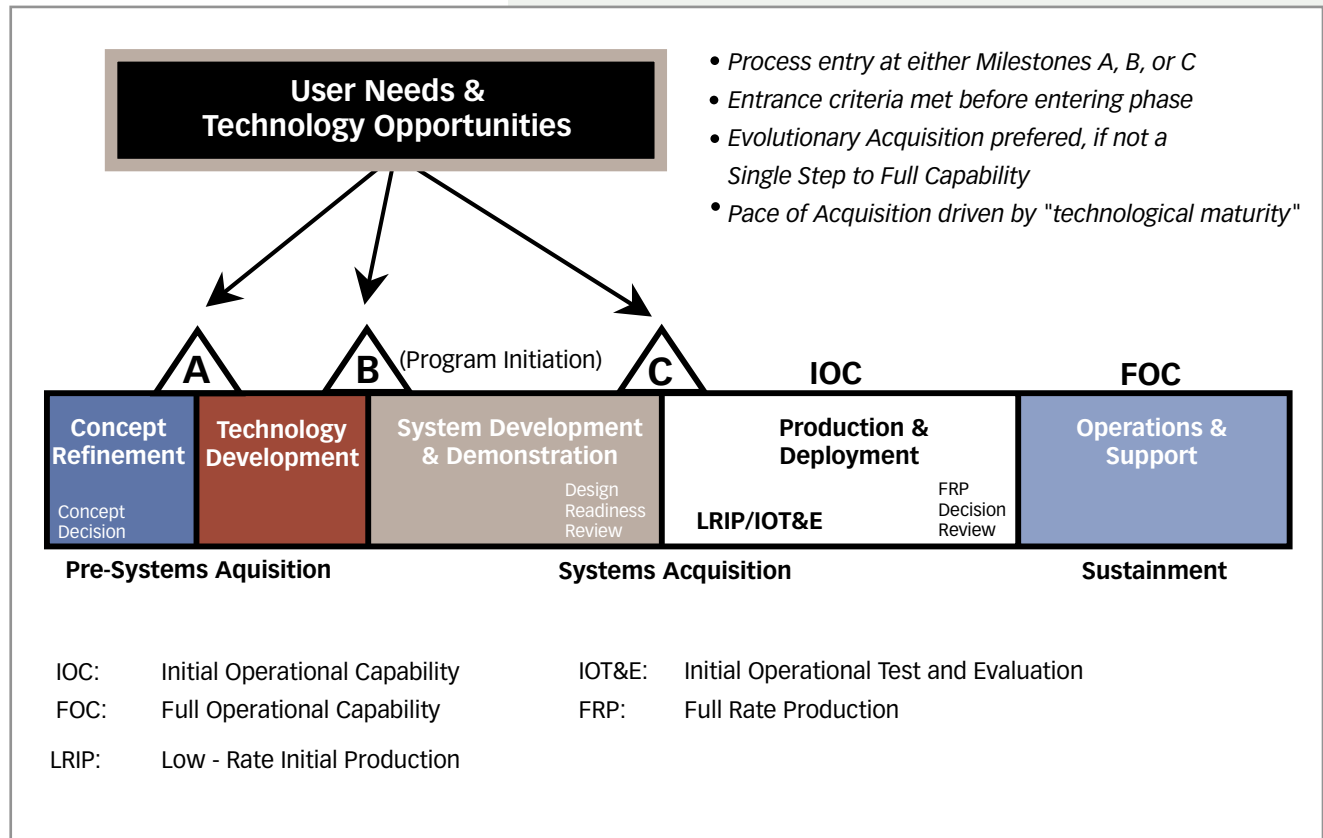 User Needs &
Technology Opportunities
• Process entry at either Milestones A, B, or C
• Entrance criteria met before entering phase
• Evolutionary Acquisition prefered, if not a
Single Step to Full Capability
• Pace of Acquisition driven by "technological maturity"
A
B
(Program Initiation)
C
IOC
FOC
Concept
Refinement
Concept
Decision
Technology
Development
System Development
& Demonstration
Design
Readiness
Review
Production &
Deployment
LRIP/IOT&E
FRP
Decision
Review
Operations &
Support
Pre-Systems Aquisition
Systems Acquisition
Sustainment
IOC: Initial Operational Capability
FOC: Full Operational Capability
LRIP: Low - Rate Initial Production
IOT&E: Initial Operational Test and Evaluation
FRP: Full Rate Production